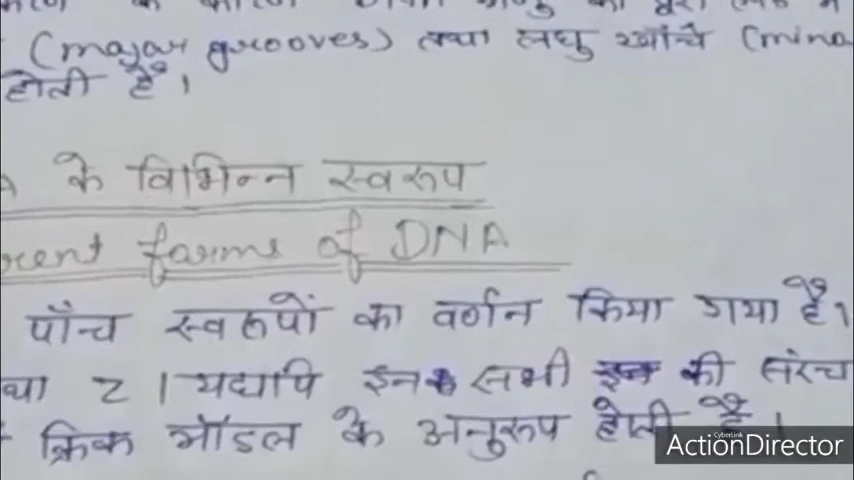 (major grooves) तथा लघु खाँचे (mino
होती है।
के विभिन्न स्वरूप
rent forms of DNA
पाँच स्वरूपों का वर्णन किया गया है।
था Z । यद्यपि इन सभी की संरच
क्रिक मॉडल के अनुरूप होती है।
CyberLink
ActionDirector